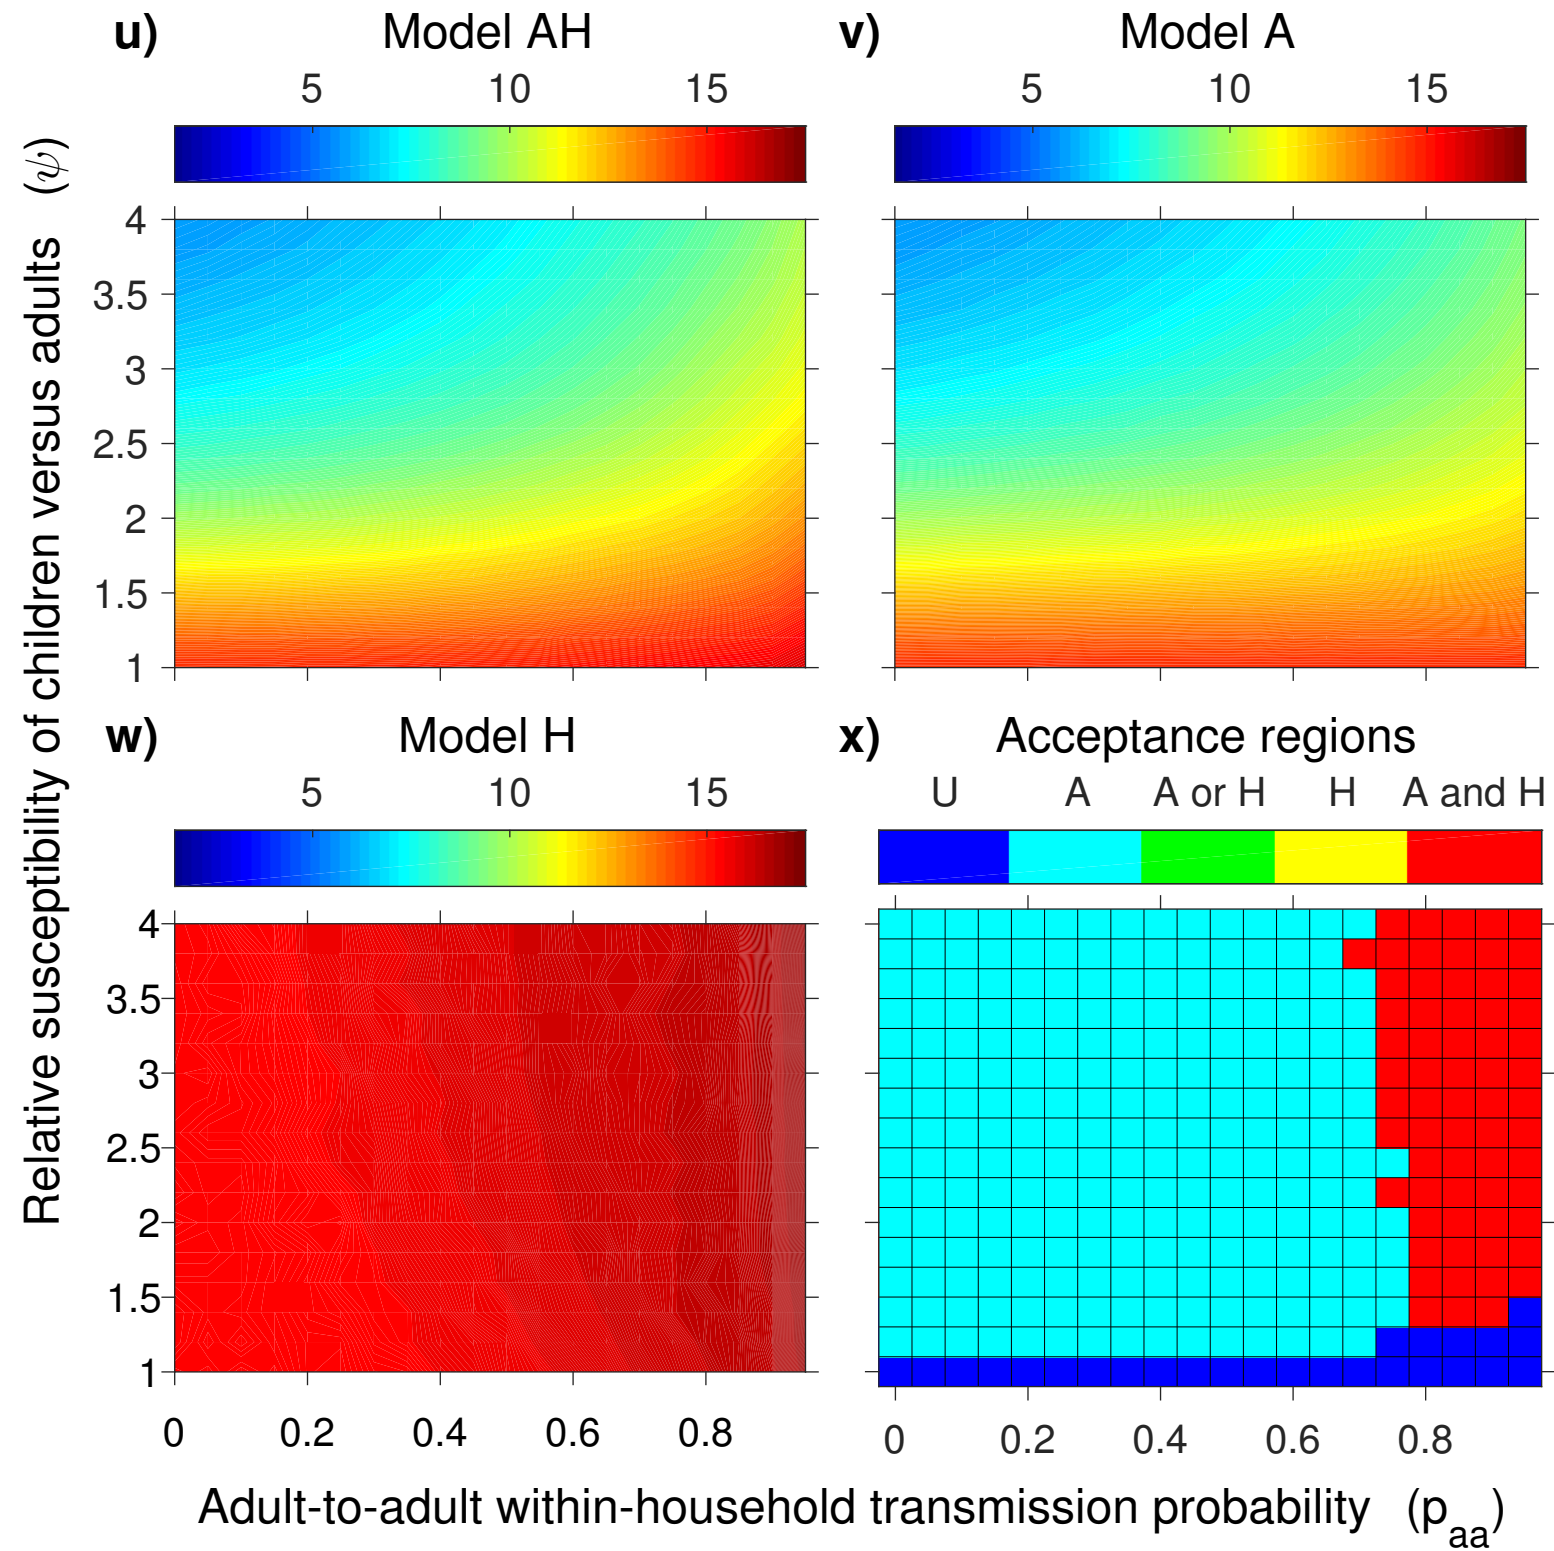 u) Model AH
5 10 15
v) Model A
5 10 15
Relative susceptibility of children versus adults (ψ)
4
3.5
3
2.5
2
1.5
1
w) Model H
5 10 15
x) Acceptance regions
U A A or H H A and H
4
3.5
3
2.5
2
1.5
1
0 0.2 0.4 0.6 0.8
0 0.2 0.4 0.6 0.8
Adult-to-adult within-household transmission probability (p_aa)